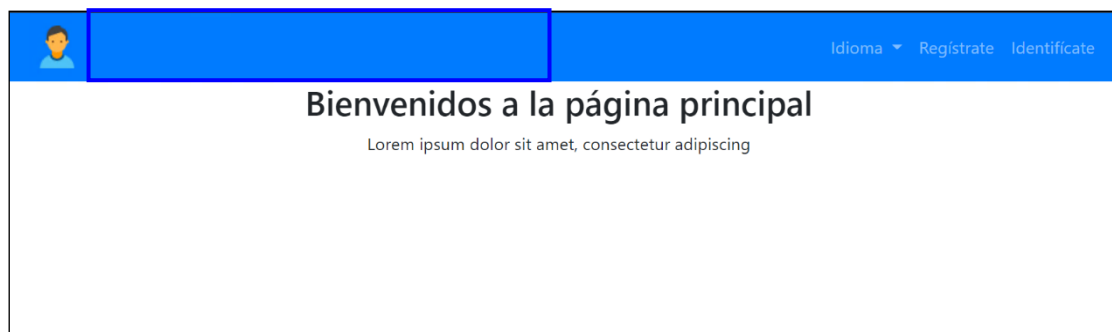 Idioma Regístrate Identifícate
Bienvenidos a la página principal
Lorem ipsum dolor sit amet, consectetur adipiscing